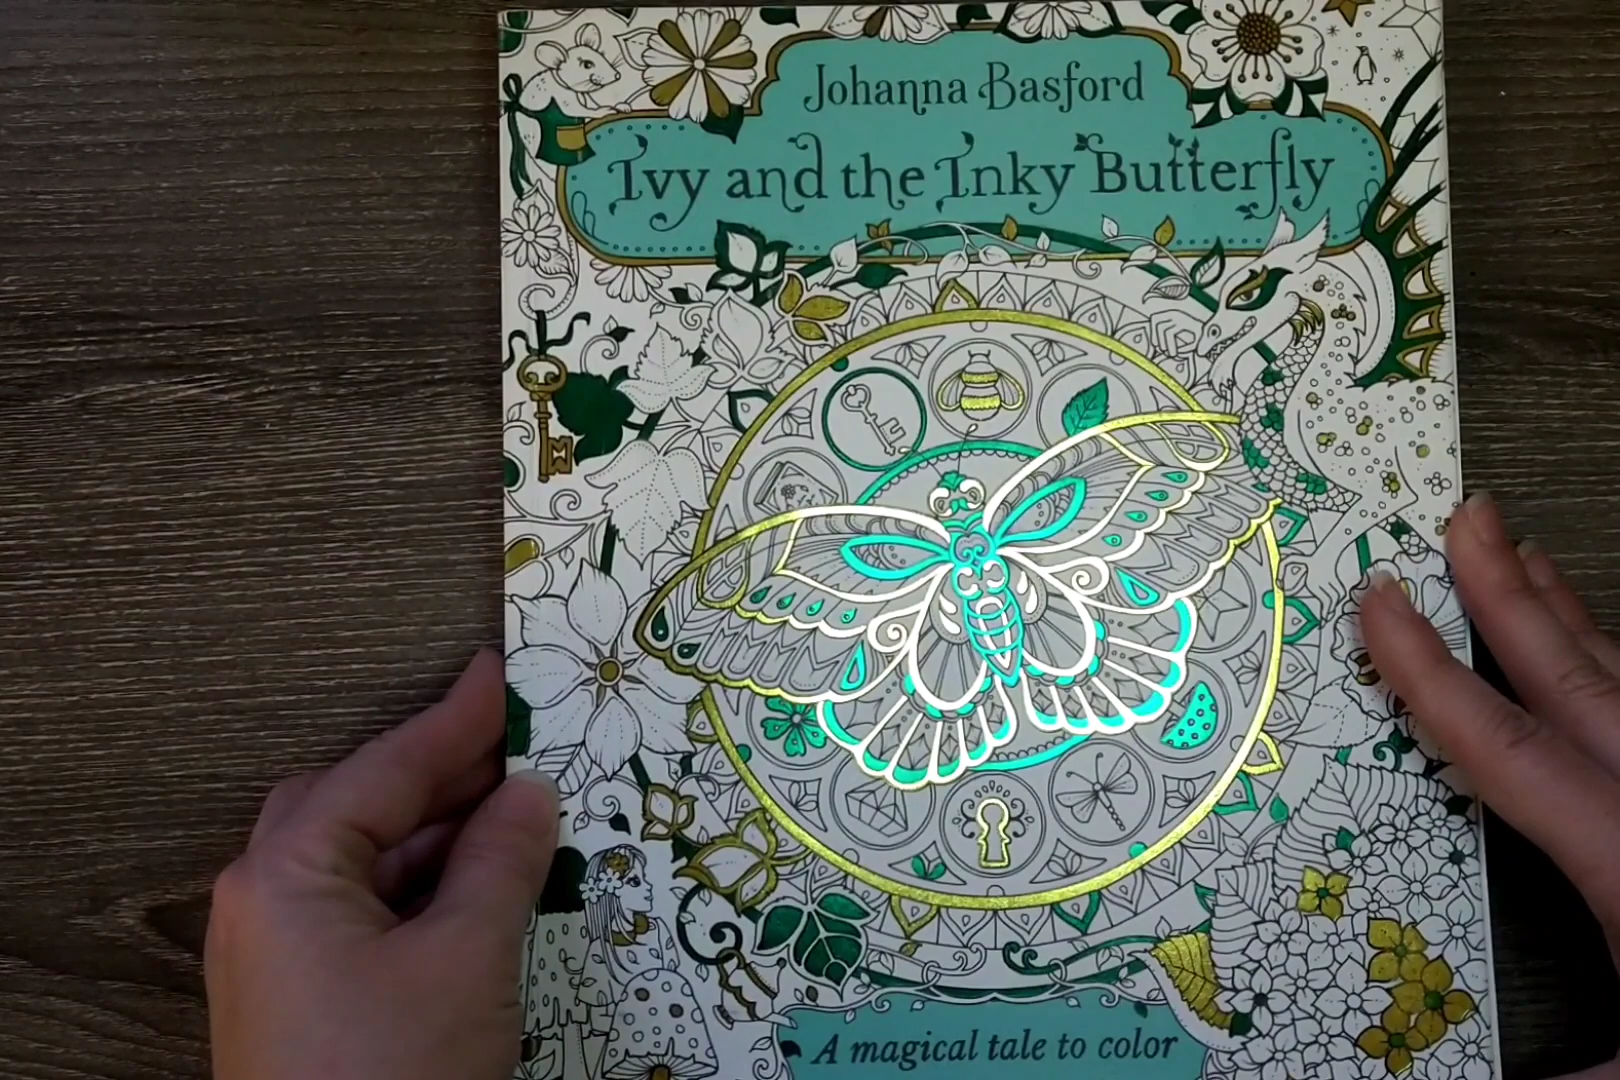 Johanna Basford
Ivy and the Inky Butterfly
A magical tale to color